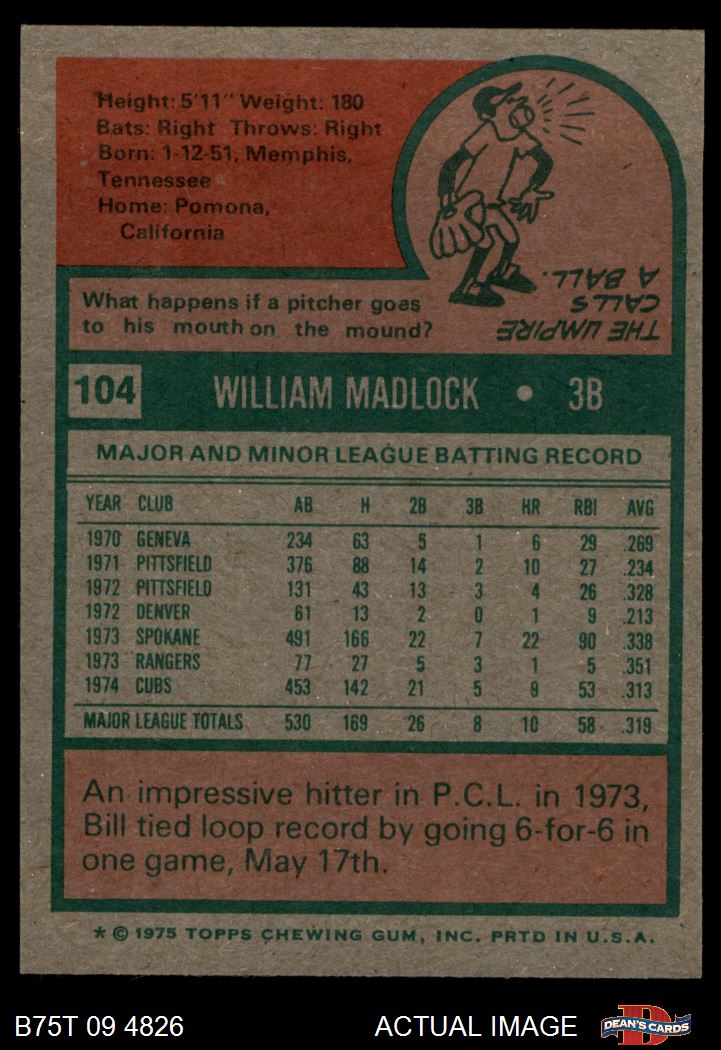 Height: 5'11" Weight: 180
Bats: Right Throws: Right
Born: 1-12-51, Memphis,
Tennessee
Home: Pomona,
California
What happens if a pitcher goes
to his mouth on the mound?
THE UMPIRE
CALLS
A BALL.
104 WILLIAM MADLOCK • 3B
MAJOR AND MINOR LEAGUE BATTING RECORD
YEAR CLUB AB H 2B 3B HR RBI AVG
1970 GENEVA 234 63 5 1 6 29 .269
1971 PITTSFIELD 376 88 14 2 10 27 .234
1972 PITTSFIELD 131 43 13 3 4 26 .328
1972 DENVER 61 13 2 0 1 9 .213
1973 SPOKANE 491 166 22 7 22 90 .338
1973 RANGERS 77 27 5 3 1 5 .351
1974 CUBS 453 142 21 5 9 53 .313
MAJOR LEAGUE TOTALS 530 169 26 8 10 58 .319
An impressive hitter in P.C.L. in 1973,
Bill tied loop record by going 6-for-6 in
one game, May 17th.
* © 1975 TOPPS CHEWING GUM, INC. PRTD IN U.S.A.
B75T 09 4826 ACTUAL IMAGE D DEAN'S CARDS